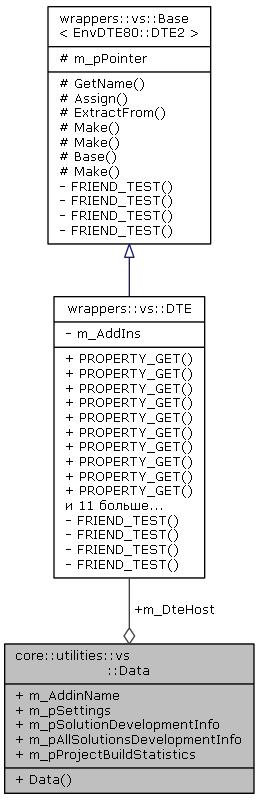 wrappers::vs::Base
< EnvDTE80::DTE2 >
# m_pPointer
# GetName()
# Assign()
# ExtractFrom()
# Make()
# Make()
# Base()
# Make()
- FRIEND_TEST()
- FRIEND_TEST()
- FRIEND_TEST()
- FRIEND_TEST()
wrappers::vs::DTE
- m_AddIns
+ PROPERTY_GET()
+ PROPERTY_GET()
+ PROPERTY_GET()
+ PROPERTY_GET()
+ PROPERTY_GET()
+ PROPERTY_GET()
+ PROPERTY_GET()
+ PROPERTY_GET()
+ PROPERTY_GET()
+ PROPERTY_GET()
и 11 больше...
- FRIEND_TEST()
- FRIEND_TEST()
- FRIEND_TEST()
- FRIEND_TEST()
+m_DteHost
core::utilities::vs
::Data
+ m_AddinName
+ m_pSettings
+ m_pSolutionDevelopmentInfo
+ m_pAllSolutionsDevelopmentInfo
+ m_pProjectBuildStatistics
+ Data()